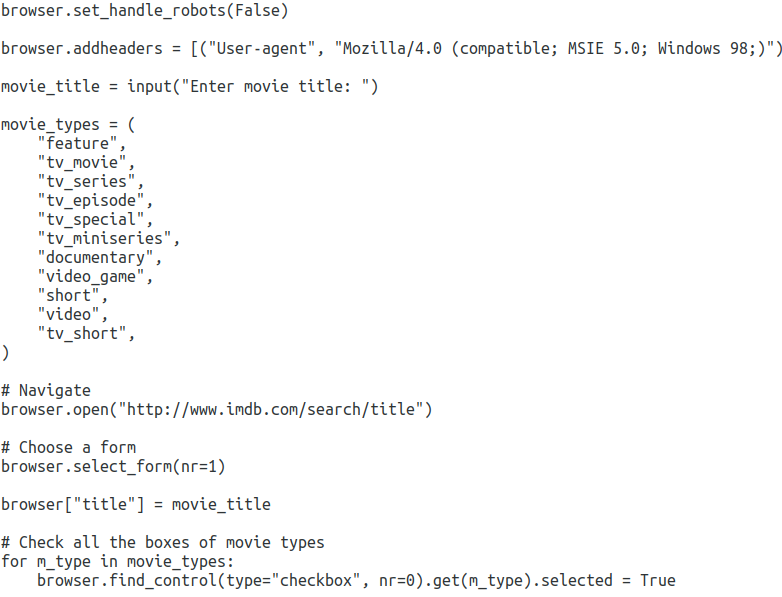 browser.set_handle_robots(False)
browser.addheaders = [("User-agent", "Mozilla/4.0 (compatible; MSIE 5.0; Windows 98;)")
movie_title = input("Enter movie title: ")
movie_types = (
    "feature",
    "tv_movie",
    "tv_series",
    "tv_episode",
    "tv_special",
    "tv_miniseries",
    "documentary",
    "video_game",
    "short",
    "video",
    "tv_short",
)
# Navigate
browser.open("http://www.imdb.com/search/title")
# Choose a form
browser.select_form(nr=1)
browser["title"] = movie_title
# Check all the boxes of movie types
for m_type in movie_types:
    browser.find_control(type="checkbox", nr=0).get(m_type).selected = True